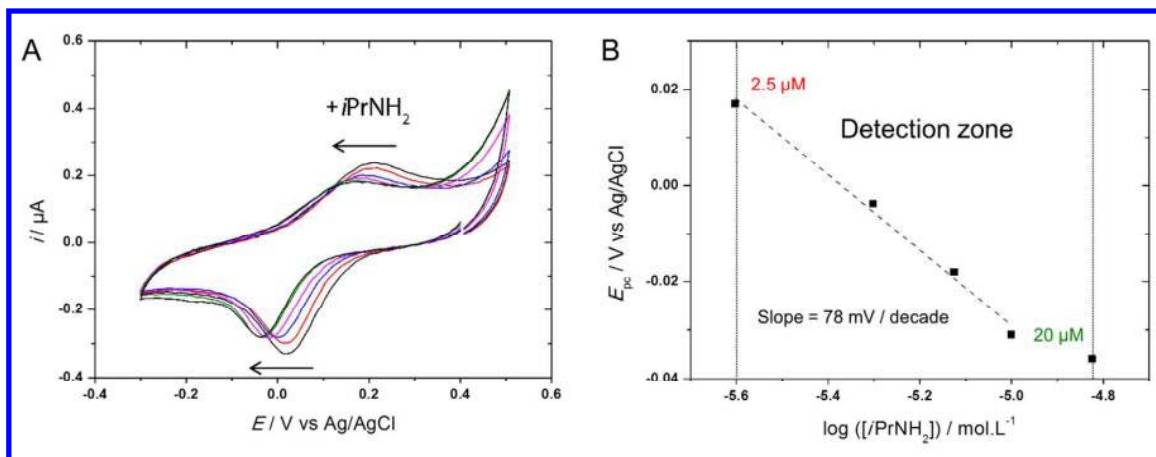 A
0.6
0.4
0.2
0.0
-0.2
-0.4
i / µA
+ iPrNH₂
-0.6
-0.4
-0.2
0.0
0.2
0.4
0.6
E / V vs Ag/AgCl
B
0.02
0.00
-0.02
-0.04
Epc / V vs Ag/AgCl
2.5 µM
Detection zone
Slope = 78 mV / decade
20 µM
-5.6
-5.4
-5.2
-5.0
-4.8
log ([iPrNH₂]) / mol.L⁻¹